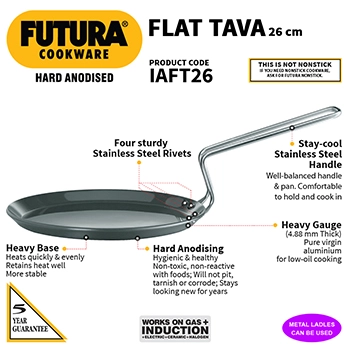 FUTURA®
COOKWARE
HARD ANODISED
FLAT TAVA 26 cm
PRODUCT CODE
IAFT26
THIS IS NOT NONSTICK
IF YOU NEED NONSTICK COOKWARE,
ASK FOR FUTURA NONSTICK.
Four sturdy
Stainless Steel Rivets
Stay-cool
Stainless Steel
Handle
Well-balanced handle
& pan. Comfortable
to hold and cook in
Heavy Base
Heats quickly & evenly
Retains heat well
More stable
Hard Anodising
Hygienic & healthy
Non-toxic, non-reactive
with foods; Will not pit,
tarnish or corrode; Stays
looking new for years
Heavy Gauge
(4.88 mm Thick)
Pure virgin
aluminium
for low-oil cooking
5
YEAR
GUARANTEE
WORKS ON GAS +
INDUCTION
+ELECTRIC+CERAMIC+HALOGEN
METAL LADLES
CAN BE USED